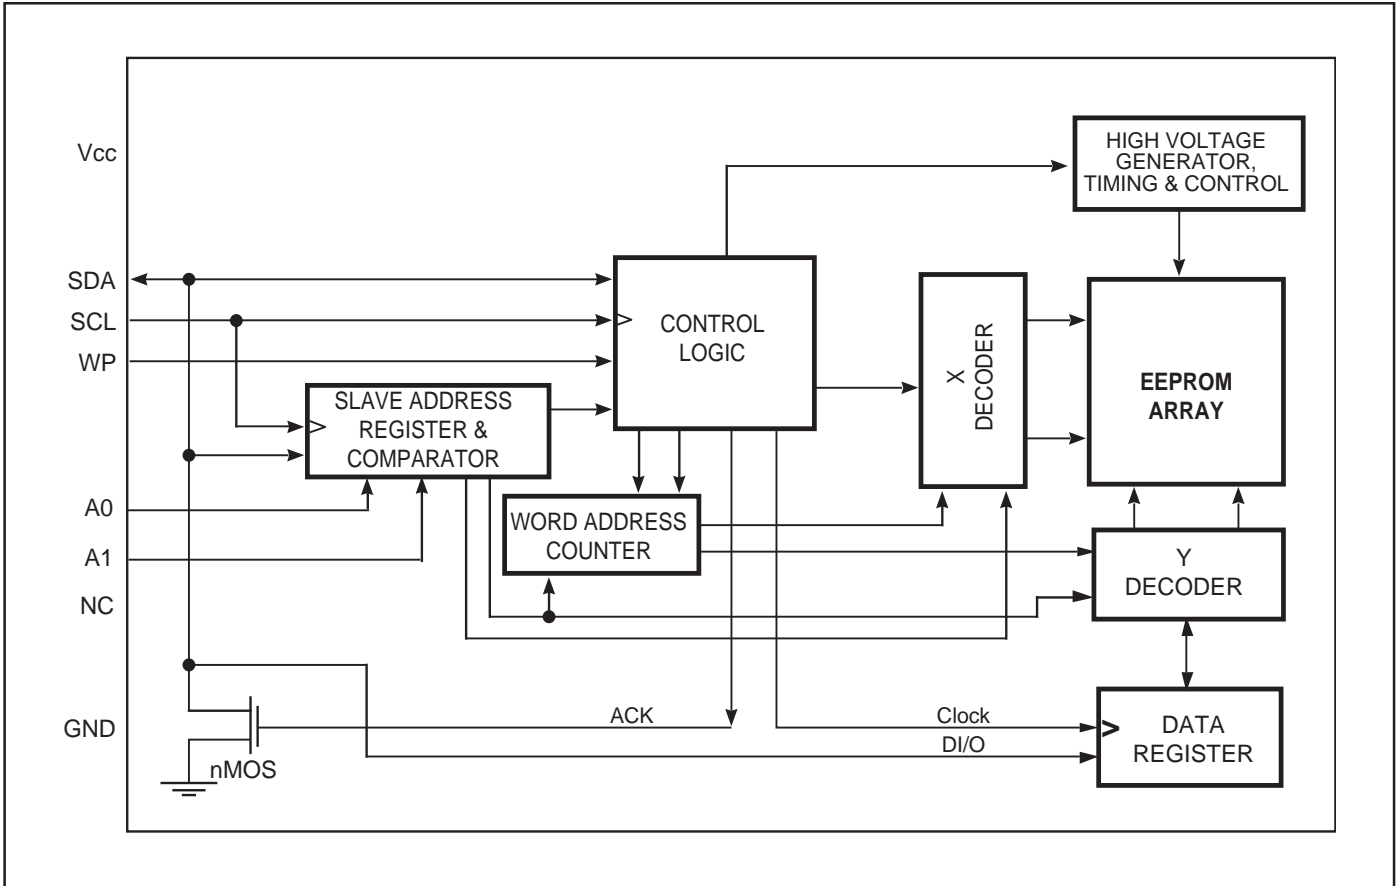 Vcc
SDA
SCL
WP
A0
A1
NC
GND
HIGH VOLTAGE
GENERATOR,
TIMING & CONTROL
CONTROL
LOGIC
SLAVE ADDRESS
REGISTER &
COMPARATOR
WORD ADDRESS
COUNTER
X
DECODER
EEPROM
ARRAY
Y
DECODER
ACK
Clock
DI/O
DATA
REGISTER
nMOS